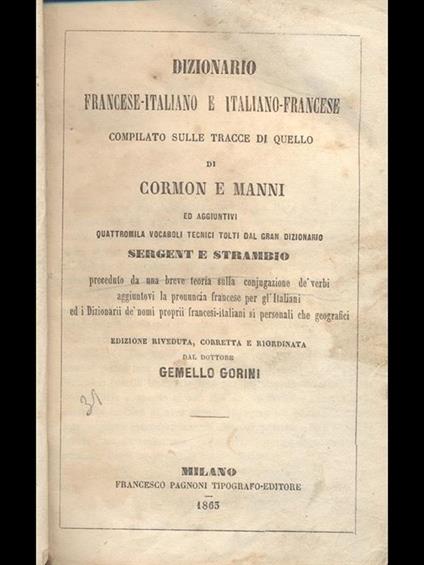 DIZIONARIO
FRANCESE-ITALIANO E ITALIANO-FRANCESE
COMPILATO SULLE TRACCE DI QUELLO
DI
CORMON E MANNI
ED AGGIUNTIVI
QUATTROMILA VOCABOLI TECNICI TOLTI DAL GRAN DIZIONARIO
SERGENT E STRAMBIO
preceduto da una breve teoria sulla conjugazione de' verbi
aggiuntovi la pronuncia francese per gl'Italiani
ed i Dizionarii de' nomi proprii francesi-italiani si personali che geografici
EDIZIONE RIVEDUTA, CORRETTA E RIORDINATA
DAL DOTTORE
GEMELLO GORINI
MILANO
FRANCESCO PAGNONI TIPOGRAFO-EDITORE
1865